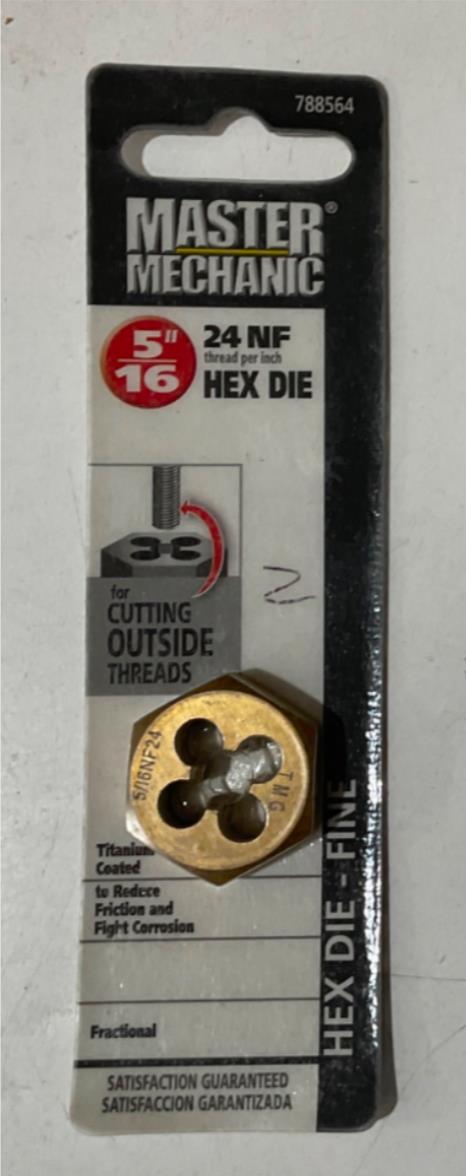 788564
MASTER®
MECHANIC
5"
16
24 NF
thread per inch
HEX DIE
for
CUTTING
OUTSIDE
THREADS
5/16NF24
TMG
Titanium
Coated
to Reduce
Friction and
Fight Corrosion
Fractional
HEX DIE - FINE
SATISFACTION GUARANTEED
SATISFACCION GARANTIZADA